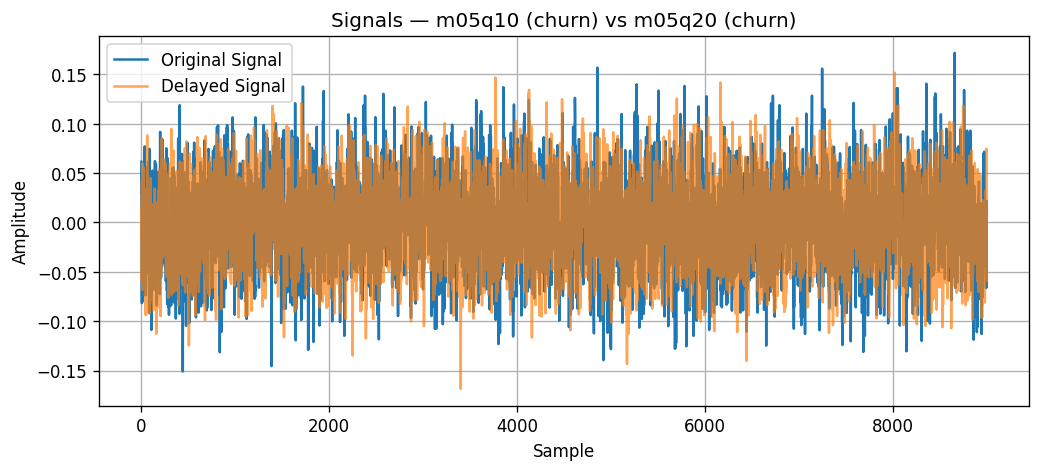 Signals — m05q10 (churn) vs m05q20 (churn)
Original Signal
Delayed Signal
0.15
0.10
0.05
0.00
−0.05
−0.10
−0.15
Amplitude
0 2000 4000 6000 8000
Sample